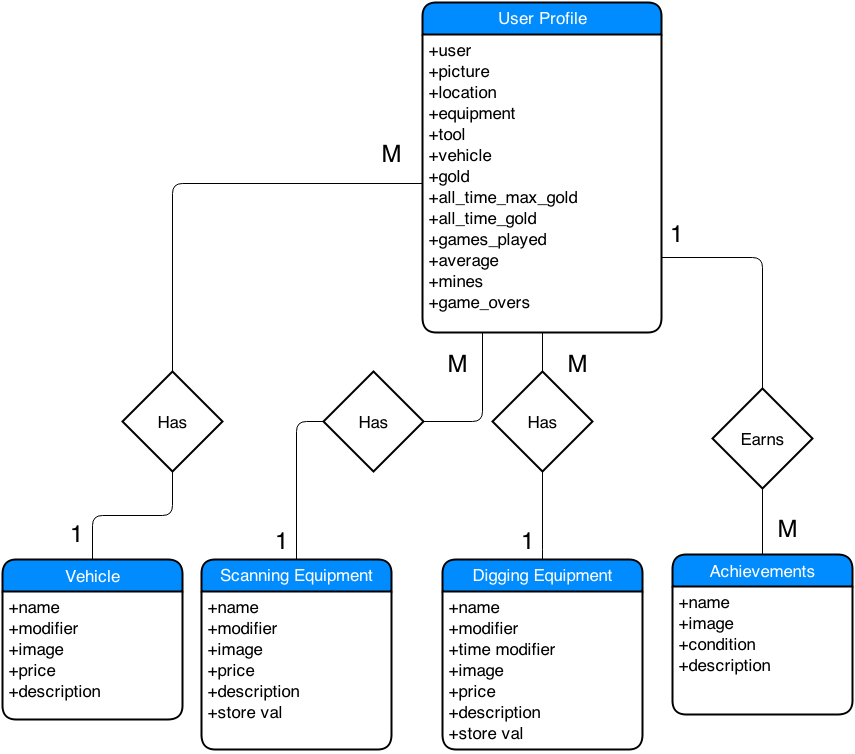 User Profile
+user
+picture
+location
+equipment
+tool
+vehicle
+gold
+all_time_max_gold
+all_time_gold
+games_played
+average
+mines
+game_overs
M
1
M
M
Has
Has
Has
Earns
1
1
1
M
Vehicle
+name
+modifier
+image
+price
+description
Scanning Equipment
+name
+modifier
+image
+price
+description
+store val
Digging Equipment
+name
+modifier
+time modifier
+image
+price
+description
+store val
Achievements
+name
+image
+condition
+description